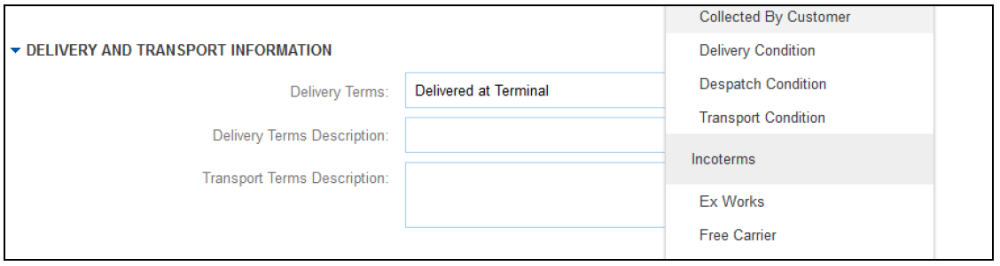 Collected By Customer
DELIVERY AND TRANSPORT INFORMATION
Delivery Condition
Delivery Terms: Delivered at Terminal
Despatch Condition
Transport Condition
Delivery Terms Description:
Incoterms
Transport Terms Description:
Ex Works
Free Carrier